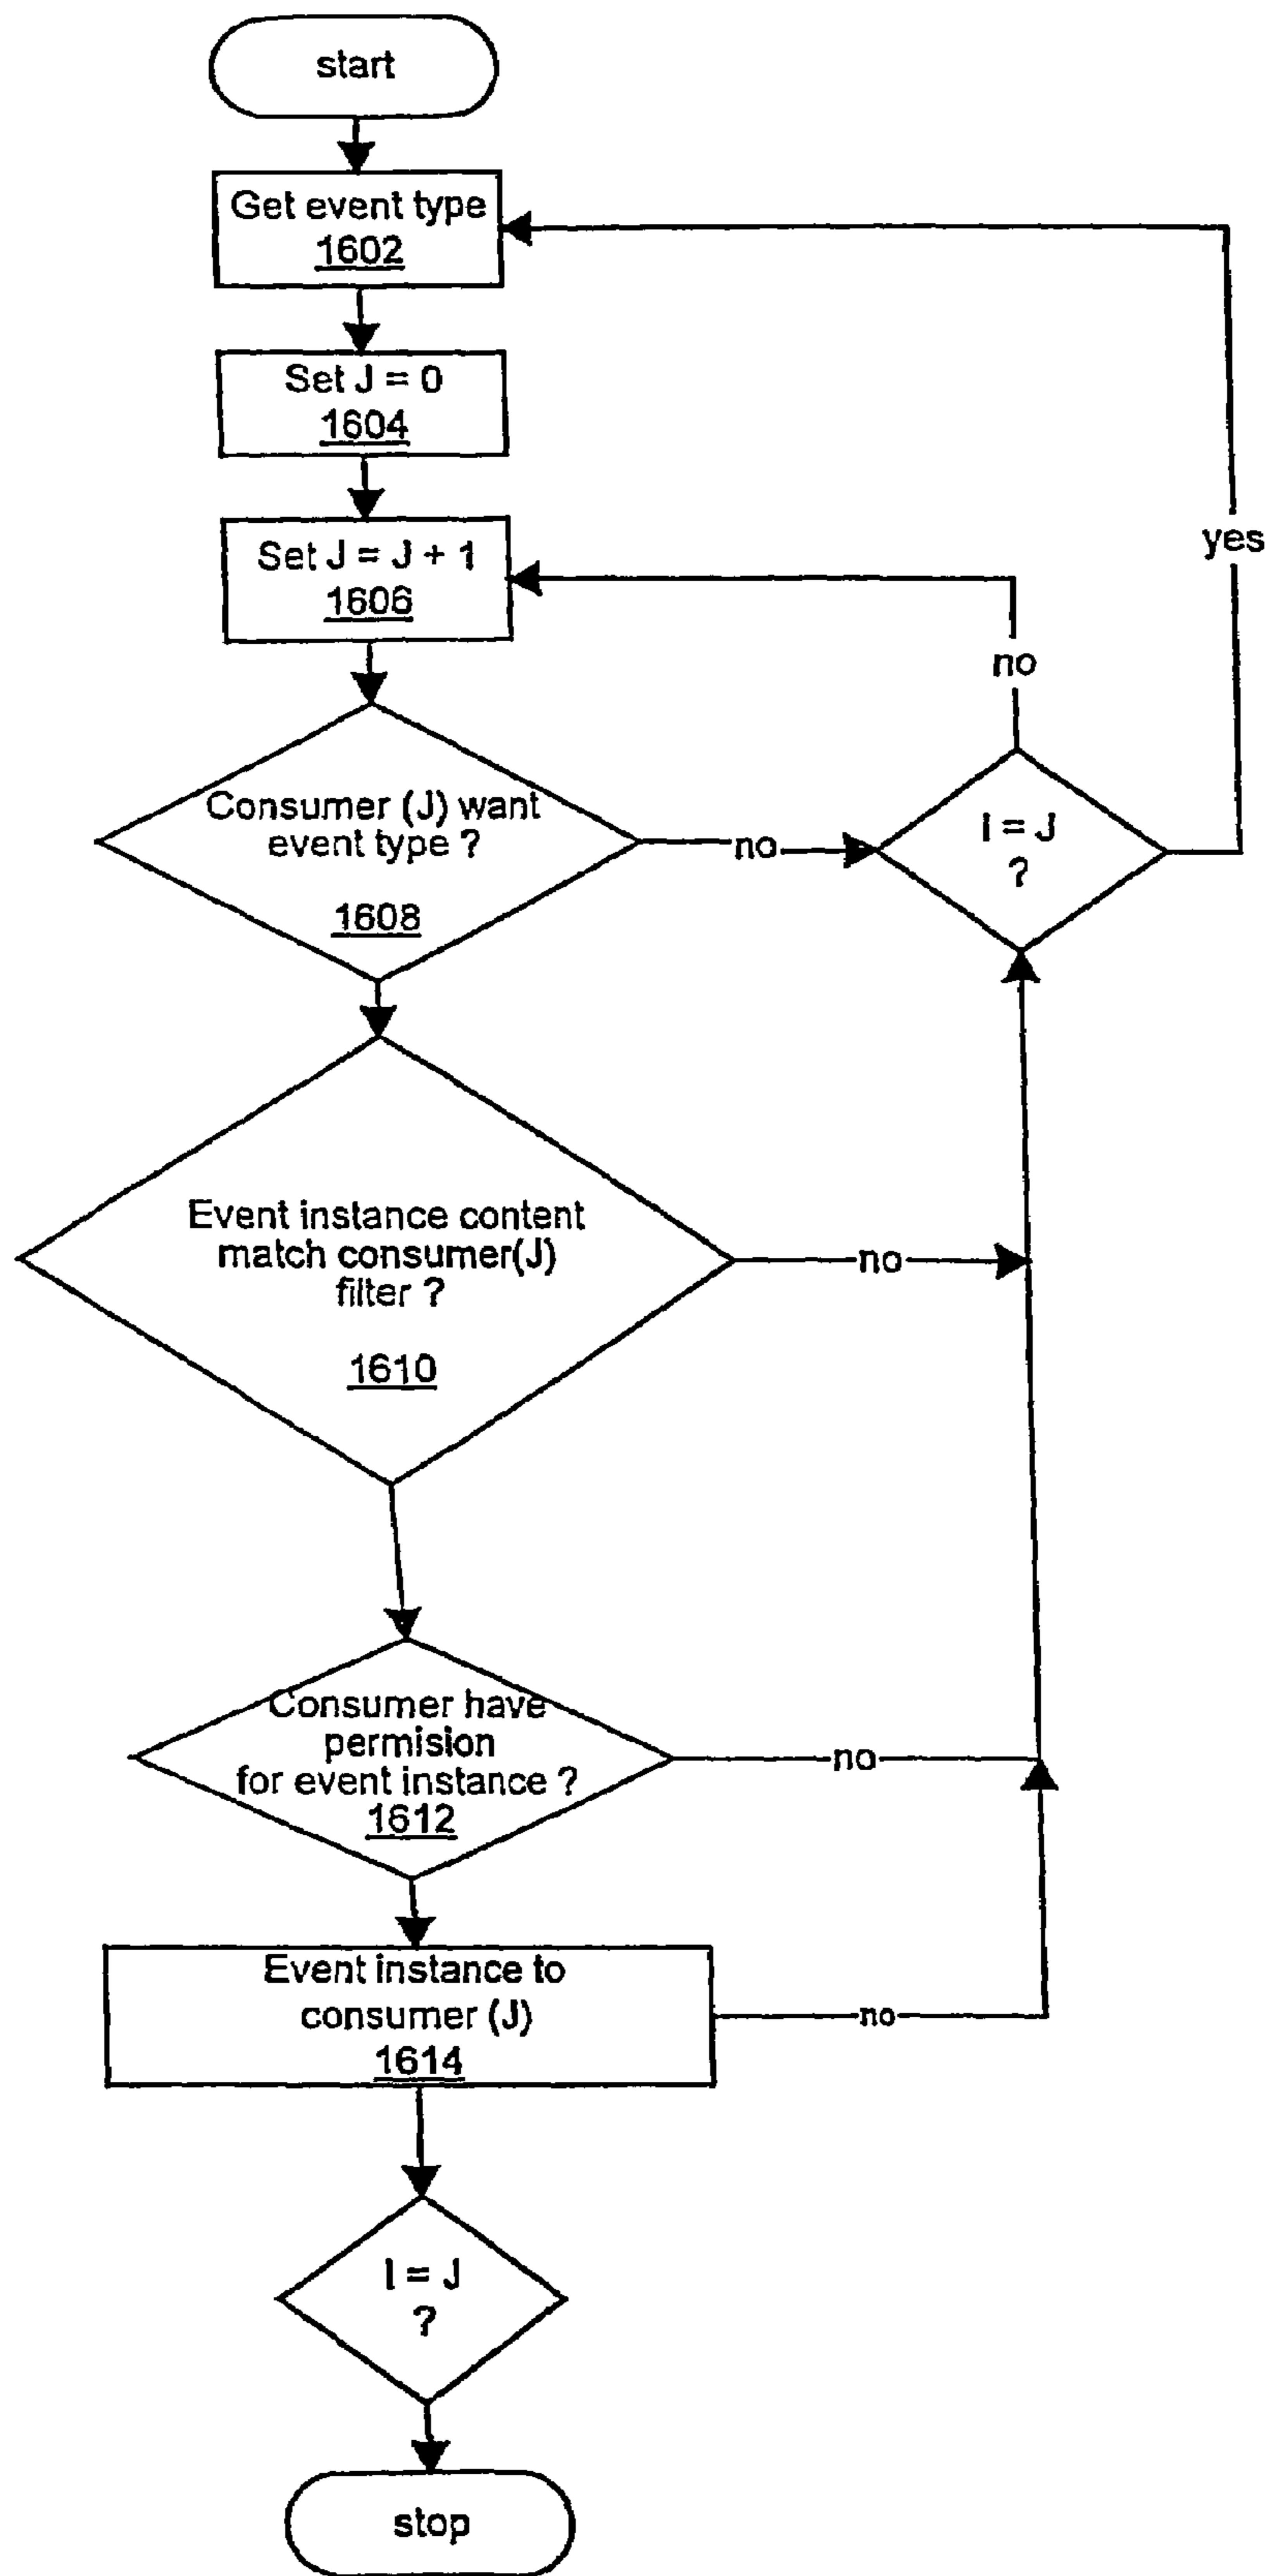 start
Get event type
1602
Set J = 0
1604
Set J = J + 1
1606
yes
no
Consumer (J) want
event type ?
1608
no
I = J
?
Event instance content
match consumer(J)
filter ?
1610
no
Consumer have
permision
for event instance ?
1612
no
Event instance to
consumer (J)
1614
no
I = J
?
stop